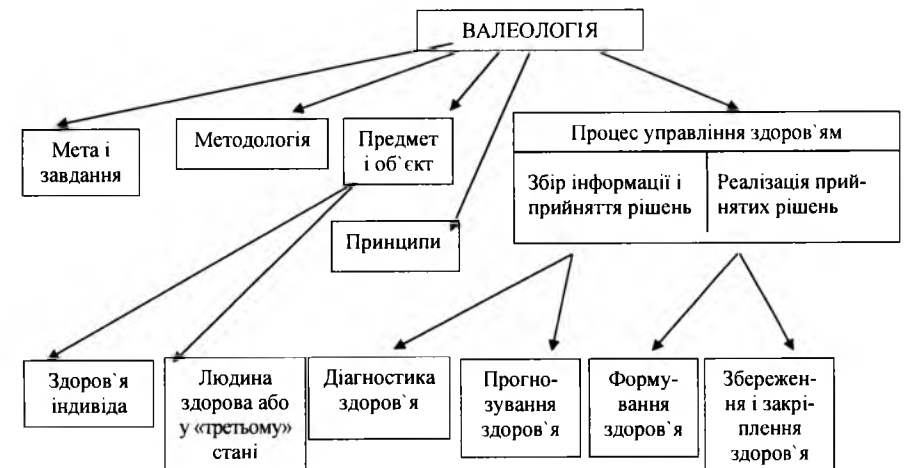 ВАЛЕОЛОГІЯ
Мета і
завдання
Методологія
Предмет
і об`єкт
Принципи
Процес управління здоров`ям
Збір інформації і
прийняття рішень
Реалізація прий-
нятих рішень
Здоров`я
індивіда
Людина
здорова або
у «третьому»
стані
Діагностика
здоров`я
Прогно-
зування
здоров`я
Форму-
вання
здоров`я
Збережен-
ня і закрі-
плення
здоров`я